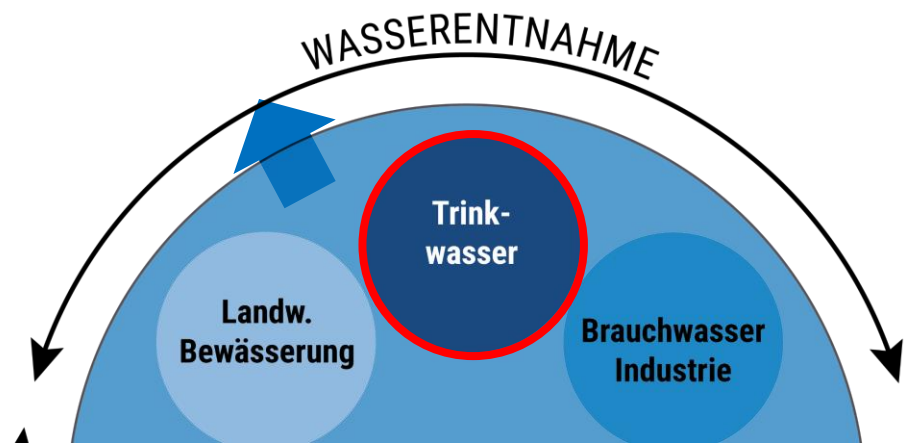 WASSERENTNAHME
Trink-
wasser
Landw.
Bewässerung
Brauchwasser
Industrie